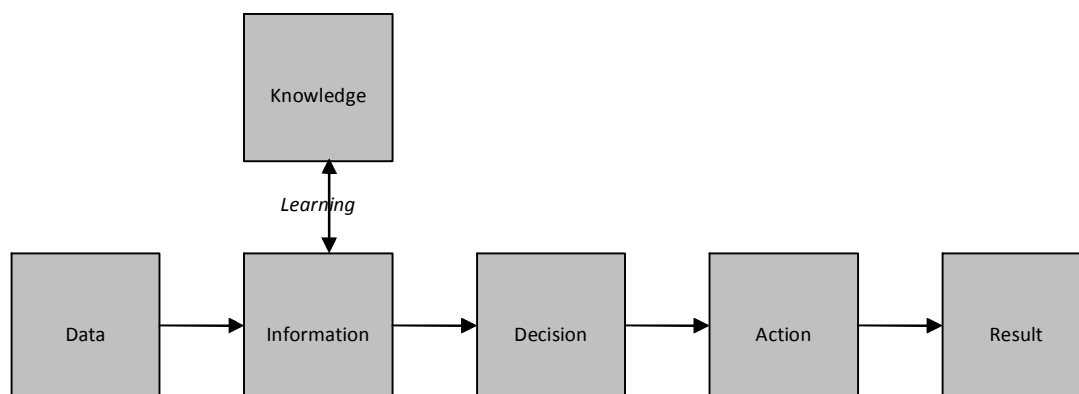 Knowledge
Learning
Data
Information
Decision
Action
Result